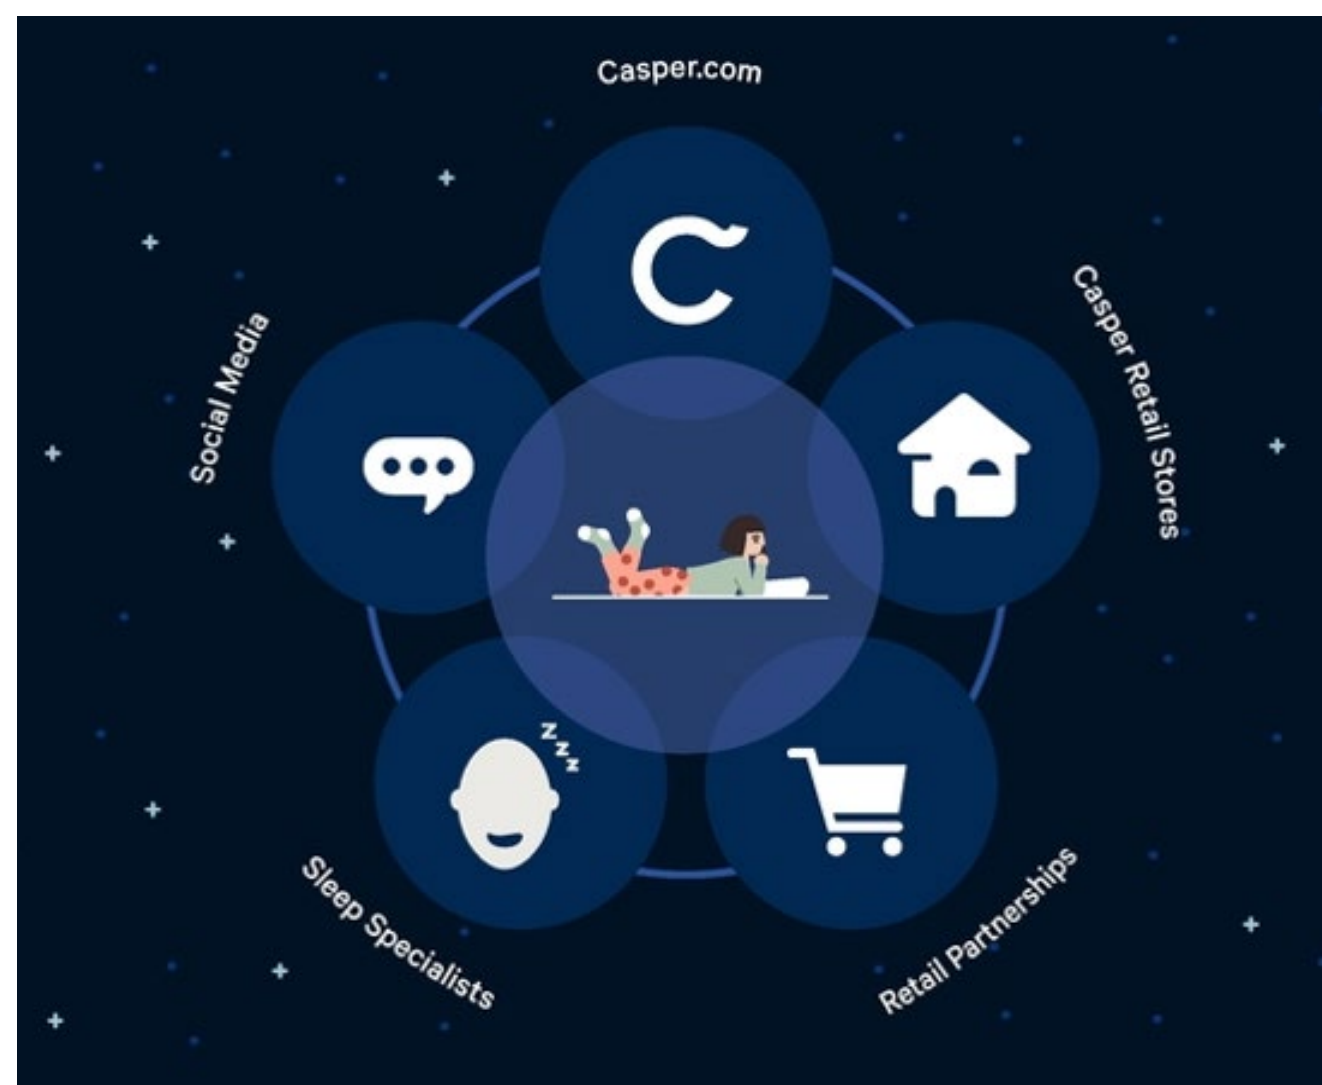 Casper.com
Casper Retail Stores
Retail Partnerships
Sleep Specialists
Social Media
z
z
z